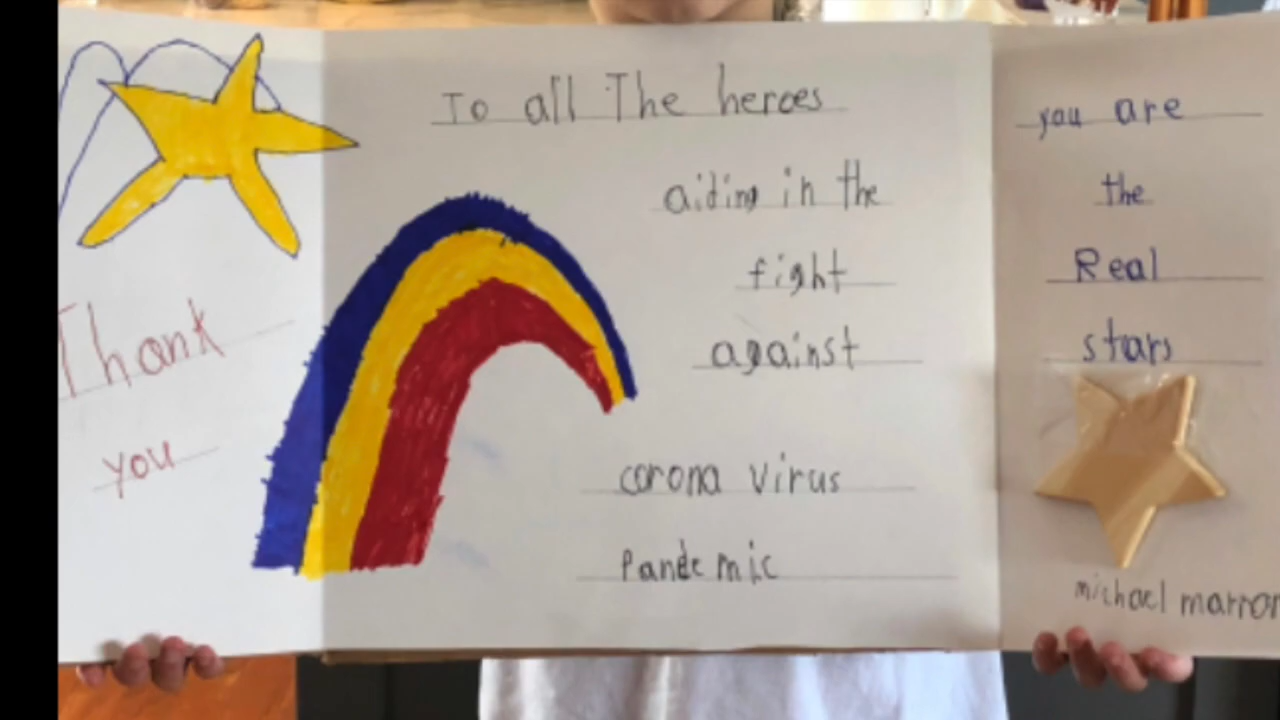 Thank
you
To all The heroes
aiding in the
fight
against
corona virus
Pandemic
you are
the
Real
stars
michael